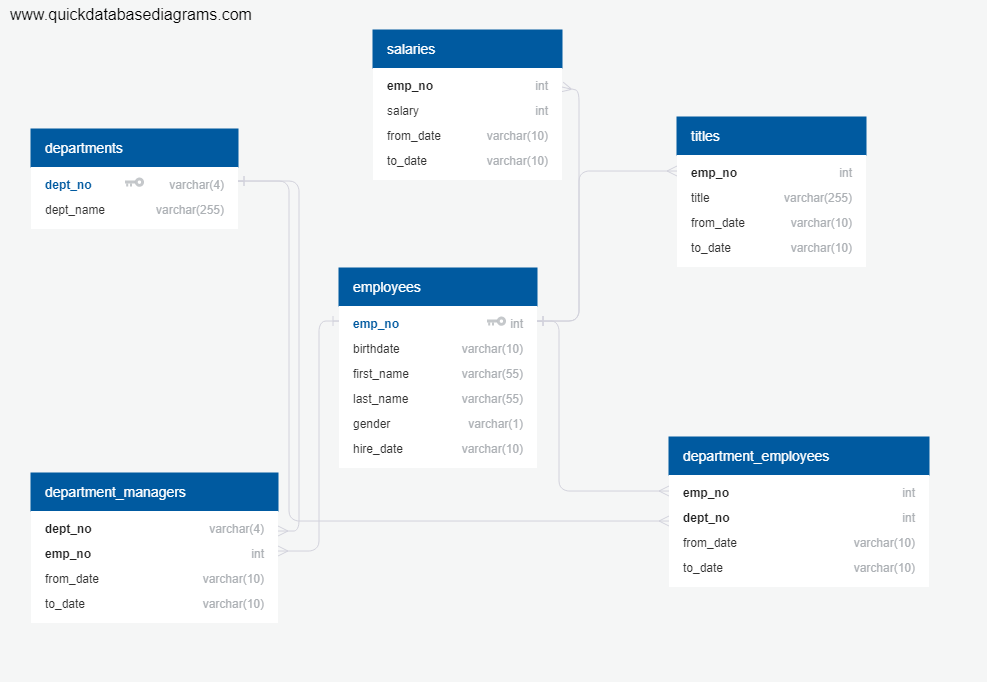 www.quickdatabasediagrams.com
salaries
emp_no int
salary int
from_date varchar(10)
to_date varchar(10)
titles
emp_no int
title varchar(255)
from_date varchar(10)
to_date varchar(10)
departments
dept_no varchar(4)
dept_name varchar(255)
employees
emp_no int
birthdate varchar(10)
first_name varchar(55)
last_name varchar(55)
gender varchar(1)
hire_date varchar(10)
department_managers
dept_no varchar(4)
emp_no int
from_date varchar(10)
to_date varchar(10)
department_employees
emp_no int
dept_no int
from_date varchar(10)
to_date varchar(10)